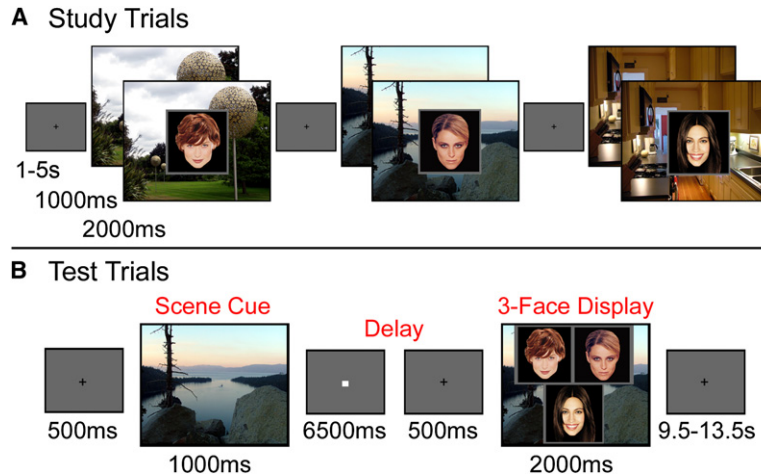 A Study Trials
1-5s
1000ms
2000ms
B Test Trials
Scene Cue
Delay
3-Face Display
500ms
1000ms
6500ms
500ms
2000ms
9.5-13.5s